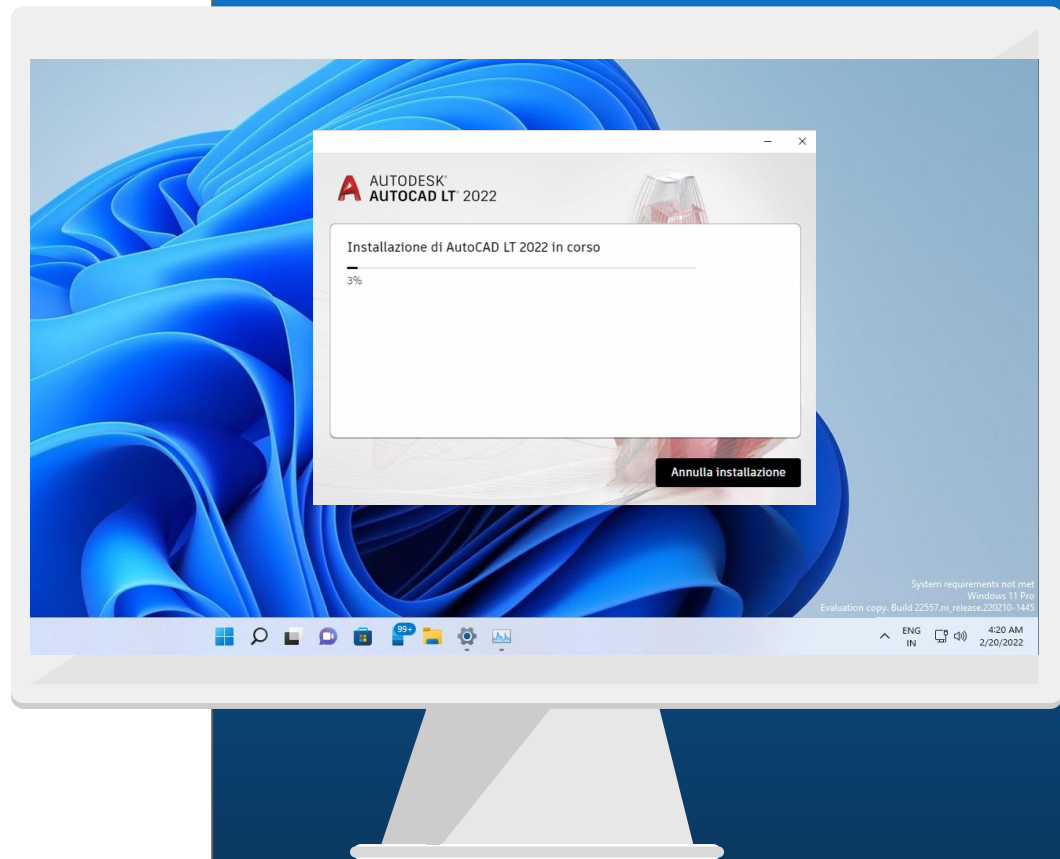 AUTODESK®
AUTOCAD LT® 2022
Installazione di AutoCAD LT 2022 in corso
3%
Annulla installazione
System requirements not met
Windows 11 Pro
Evaluation copy. Build 22557.ni_release.220210-1445
99+
ENG
IN
4:20 AM
2/20/2022